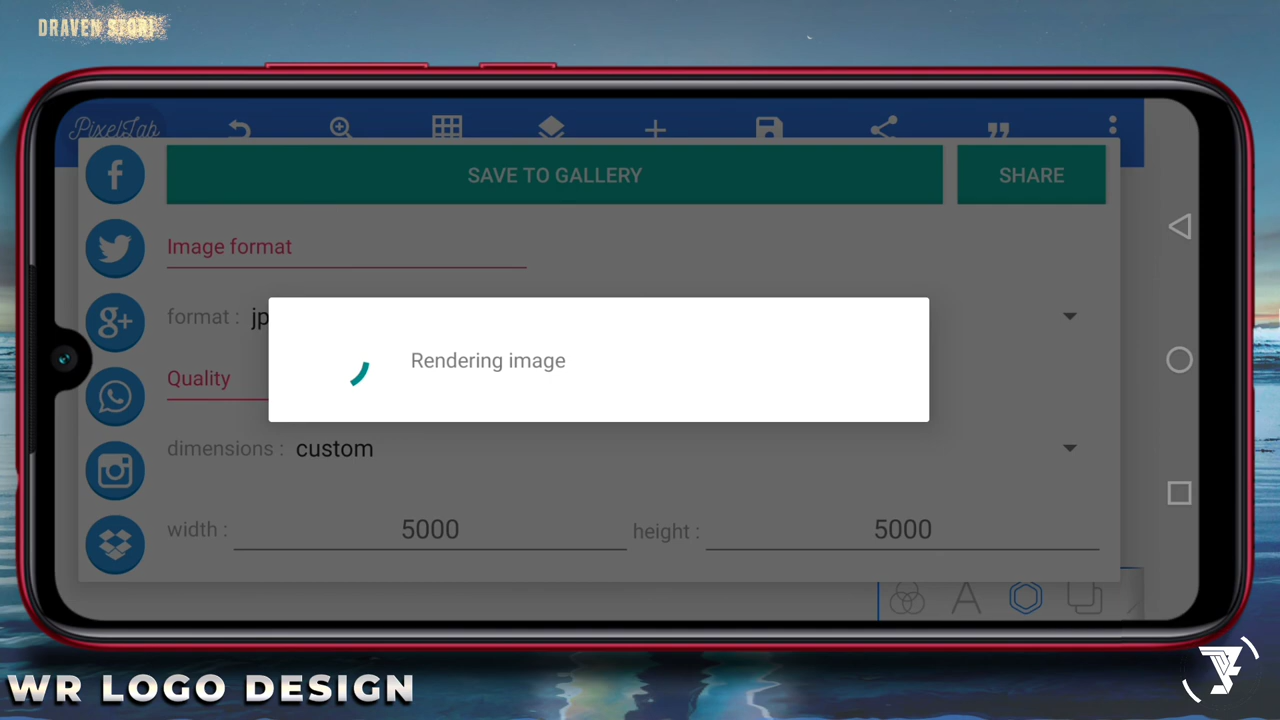 DRAVEN STORI
PixelLab
SAVE TO GALLERY
SHARE
Image format
format :
jp
Rendering image
Quality
dimensions : custom
width : 5000
height : 5000
WR LOGO DESIGN